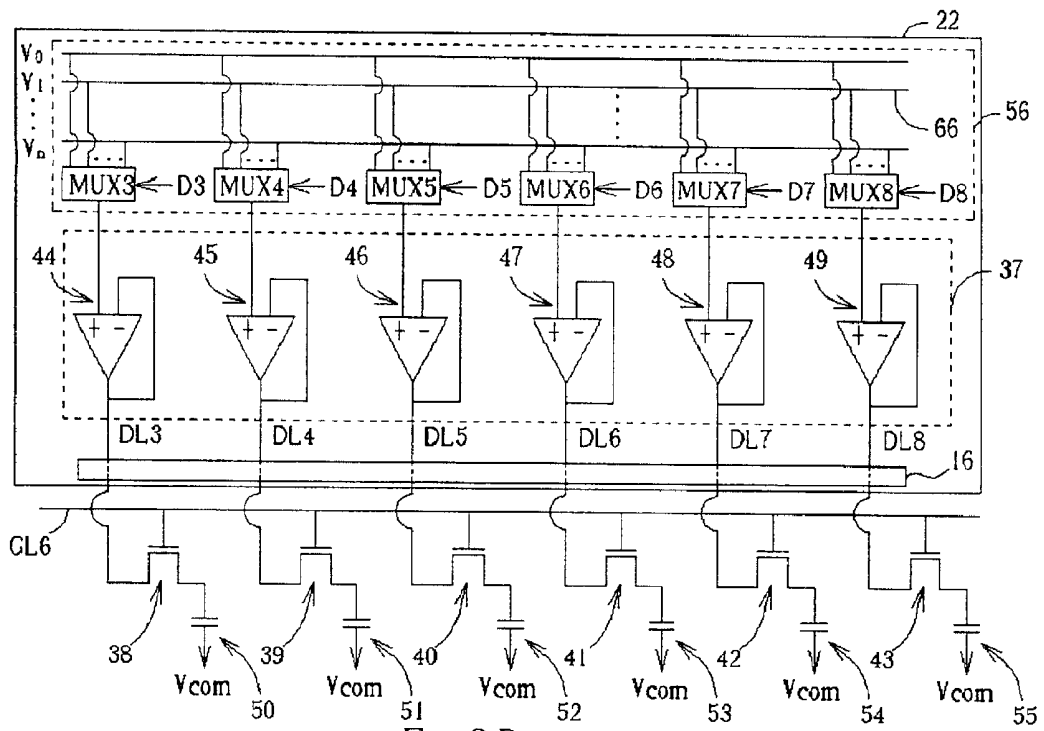 22
V0
V1
56
66
Vn
MUX3 D3 MUX4 D4 MUX5 D5 MUX6 D6 MUX7 D7 MUX8 D8
44 45 46 47 48 49 37
+ - + - + - + - + - + -
DL3 DL4 DL5 DL6 DL7 DL8
16
GL6
38 39 40 41 42 43
Vcom Vcom Vcom Vcom Vcom Vcom
50 51 52 53 54 55